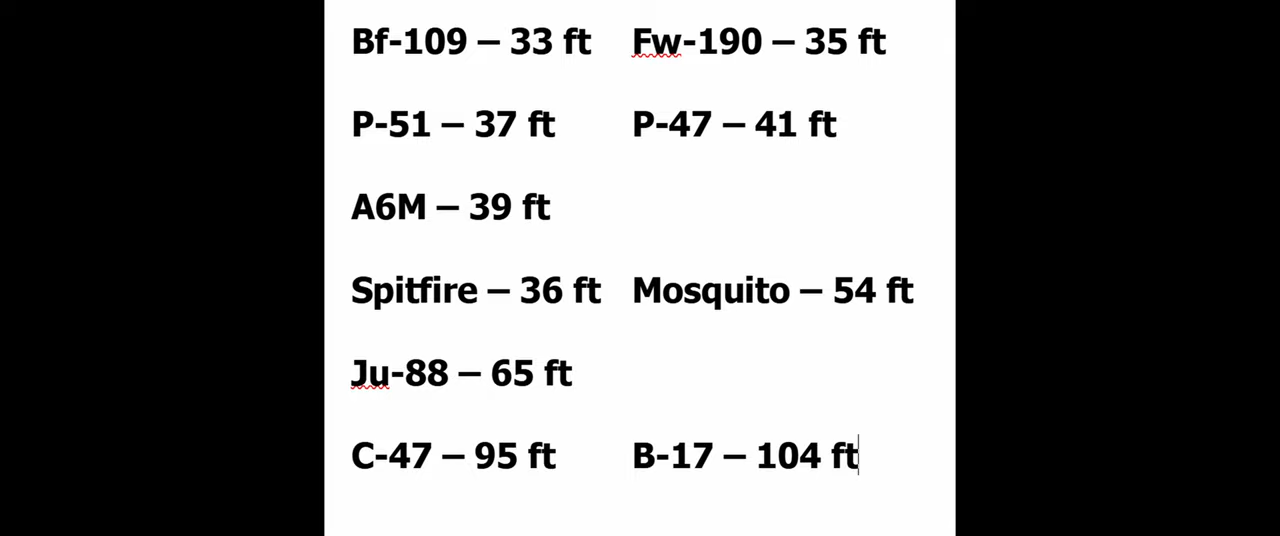 Bf-109 – 33 ft Fw-190 – 35 ft
P-51 – 37 ft P-47 – 41 ft
A6M – 39 ft
Spitfire – 36 ft Mosquito – 54 ft
Ju-88 – 65 ft
C-47 – 95 ft B-17 – 104 ft